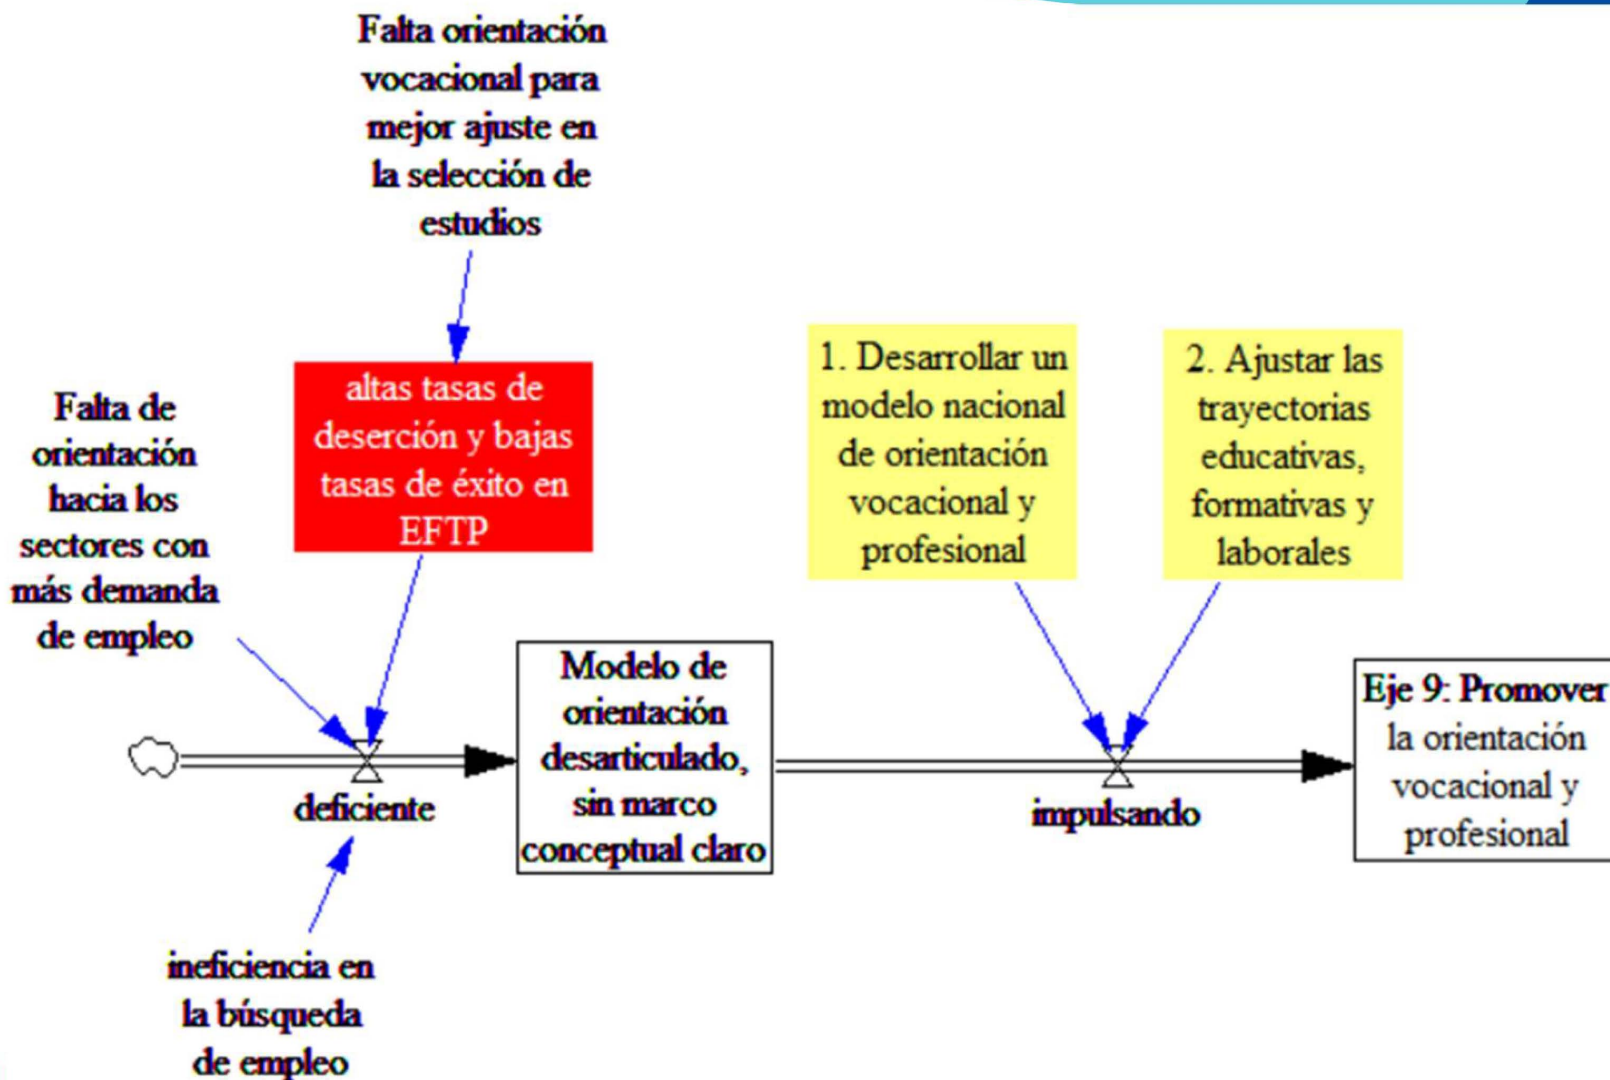 Falta orientación
vocacional para
mejor ajuste en
la selección de
estudios
altas tasas de
deserción y bajas
tasas de éxito en
EFTP
Falta de
orientación
hacia los
sectores con
más demanda
de empleo
1. Desarrollar un
modelo nacional
de orientación
vocacional y
profesional
2. Ajustar las
trayectorias
educativas,
formativas y
laborales
deficiente
Modelo de
orientación
desarticulado,
sin marco
conceptual claro
impulsando
Eje 9: Promover
la orientación
vocacional y
profesional
ineficiencia en
la búsqueda
de empleo